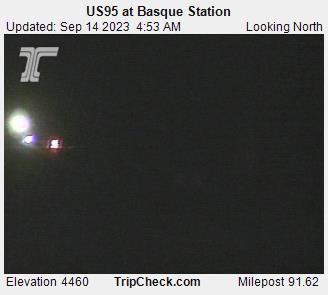 US95 at Basque Station
Updated: Sep 14 2023 4:53 AM Looking North
Elevation 4460 TripCheck.com Milepost 91.62